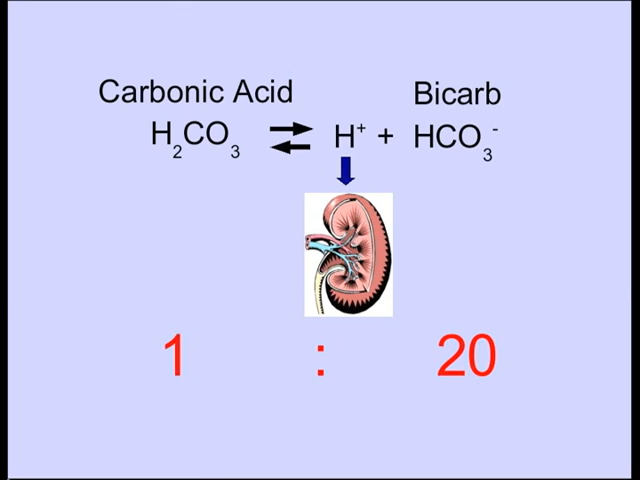 Carbonic Acid Bicarb
H₂CO₃ ⇌ H⁺ + HCO₃⁻
1 : 20